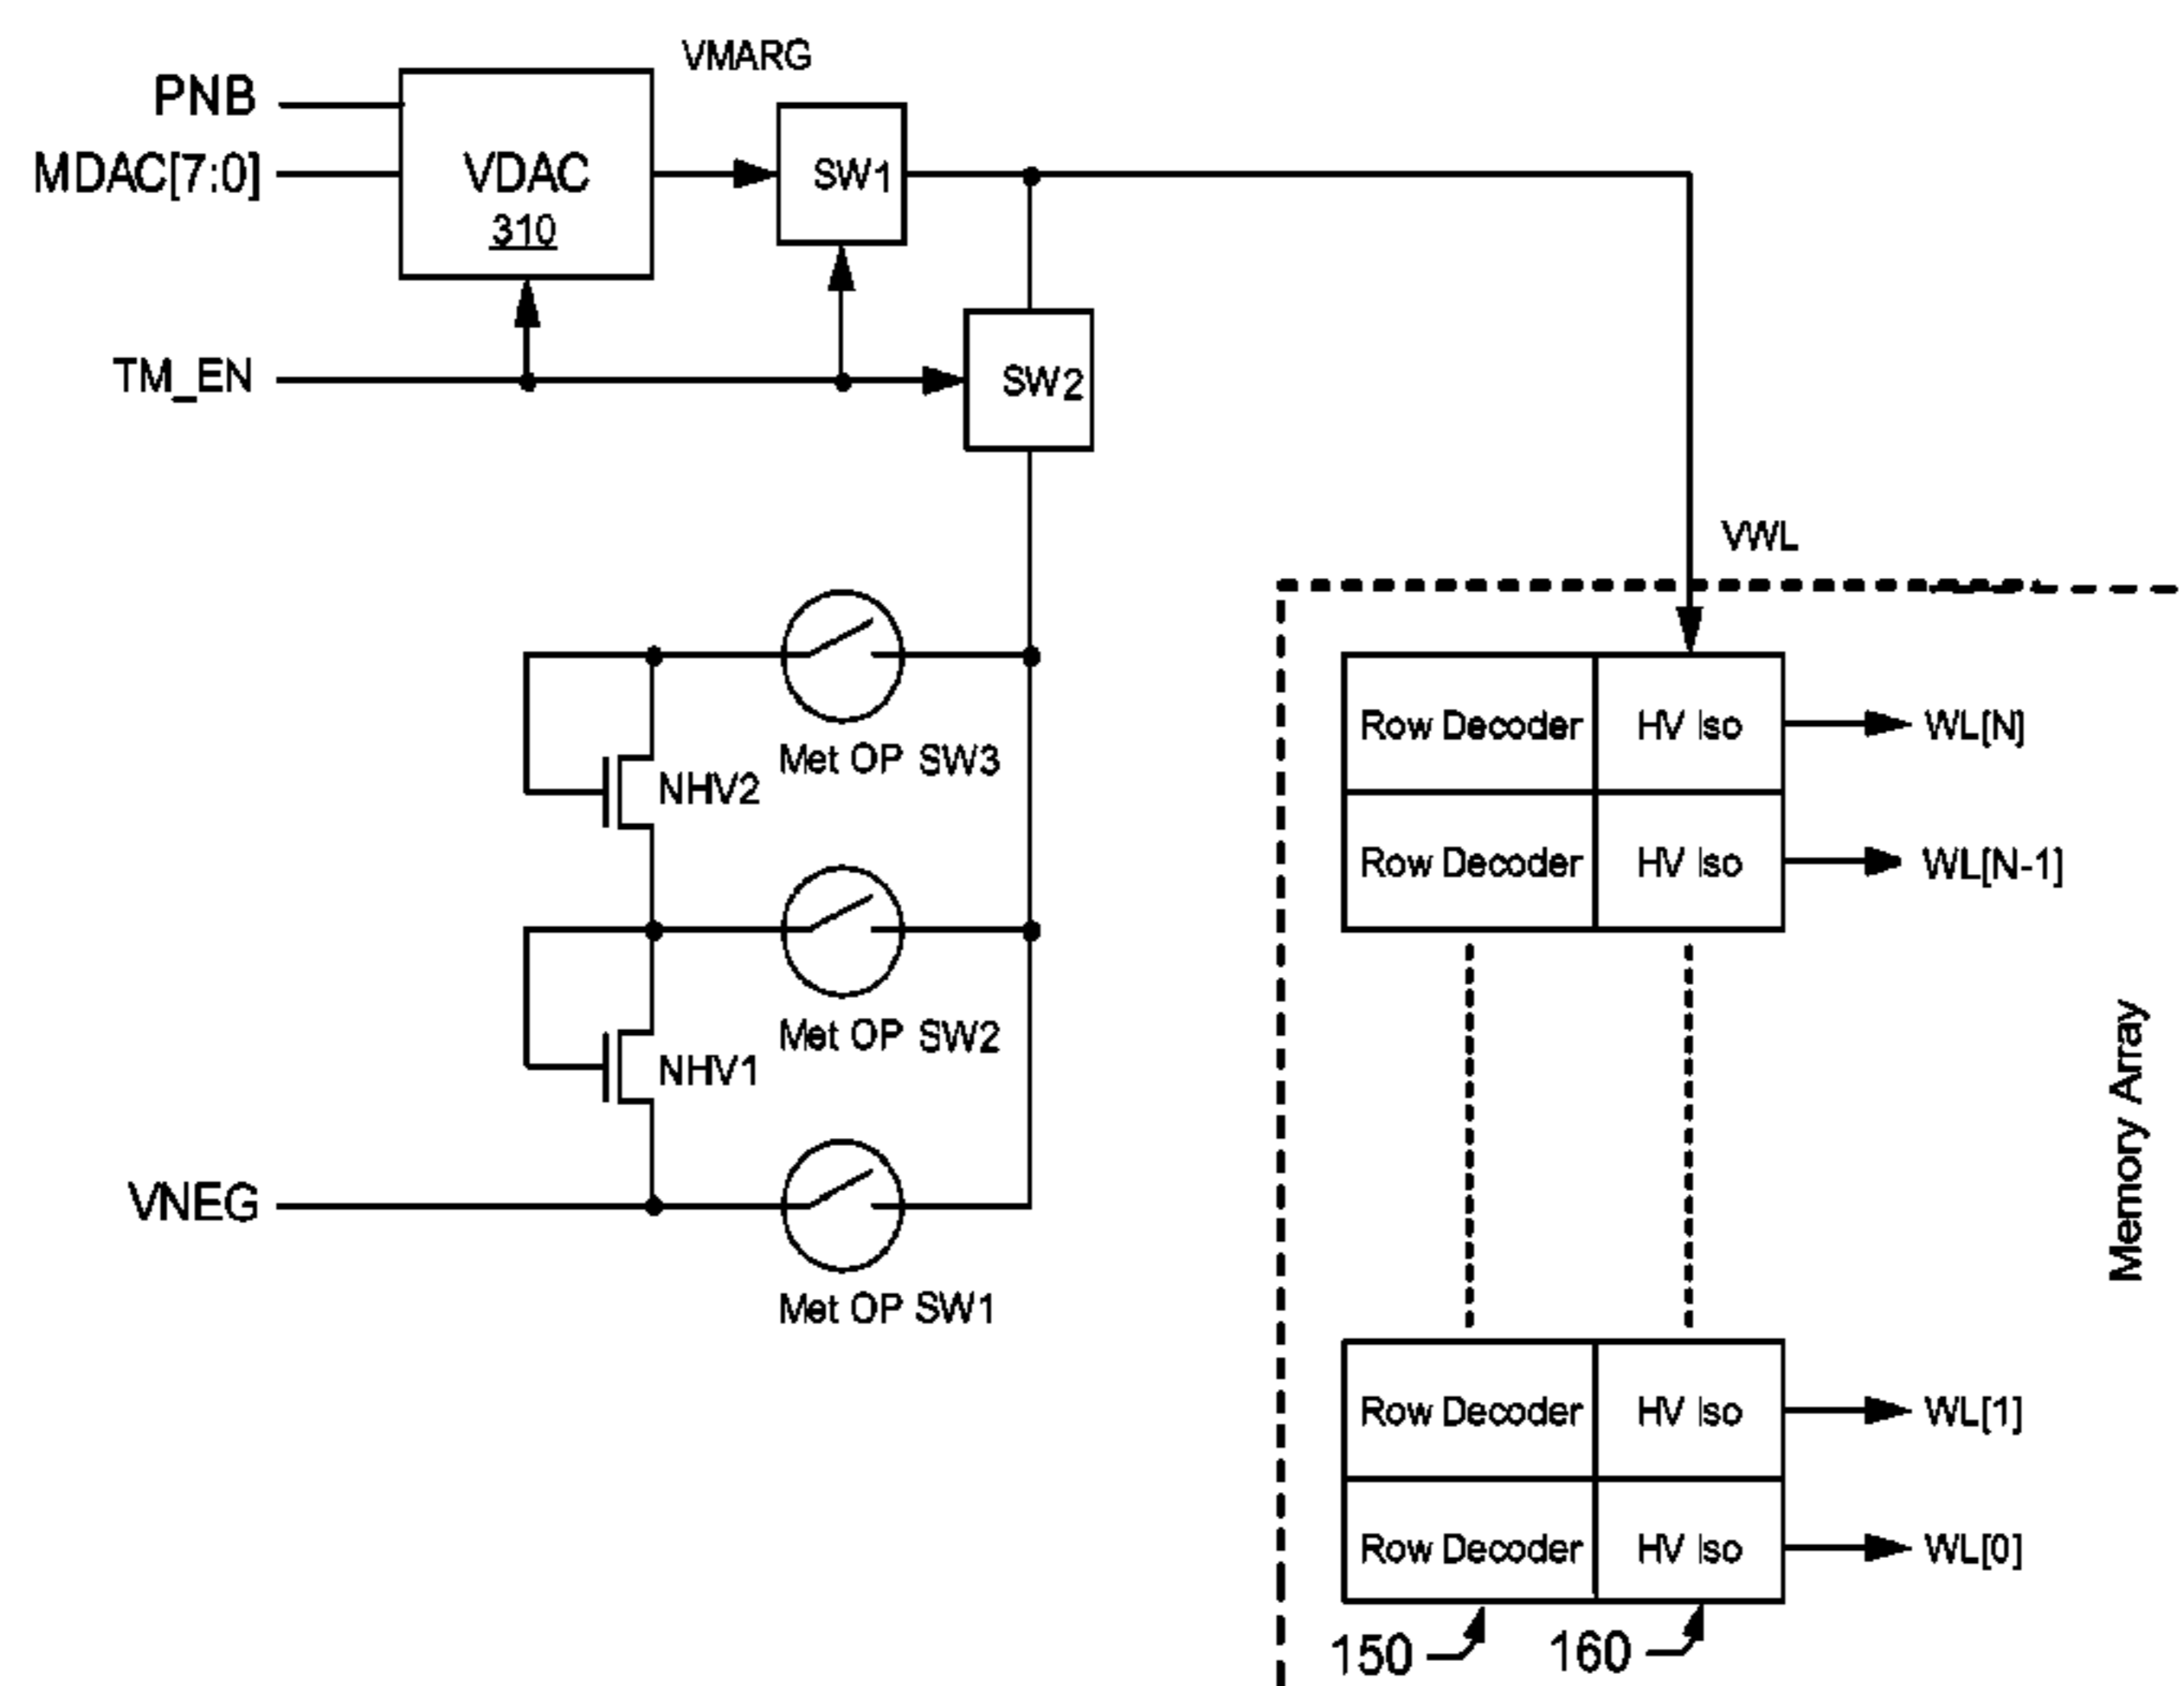 VMARG
PNB
MDAC[7:0]
VDAC
310
SW1
TM_EN
SW2
VWL
Row Decoder HV Iso WL[N]
Met OP SW3
NHV2
Row Decoder HV Iso WL[N-1]
Met OP SW2
NHV1
Memory Array
VNEG
Met OP SW1
Row Decoder HV Iso WL[1]
Row Decoder HV Iso WL[0]
150 160